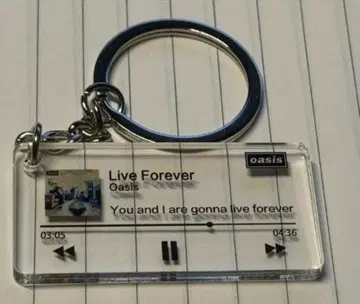 Live Forever
oasis
Oasis
You and I are gonna live forever
03:05
04:36